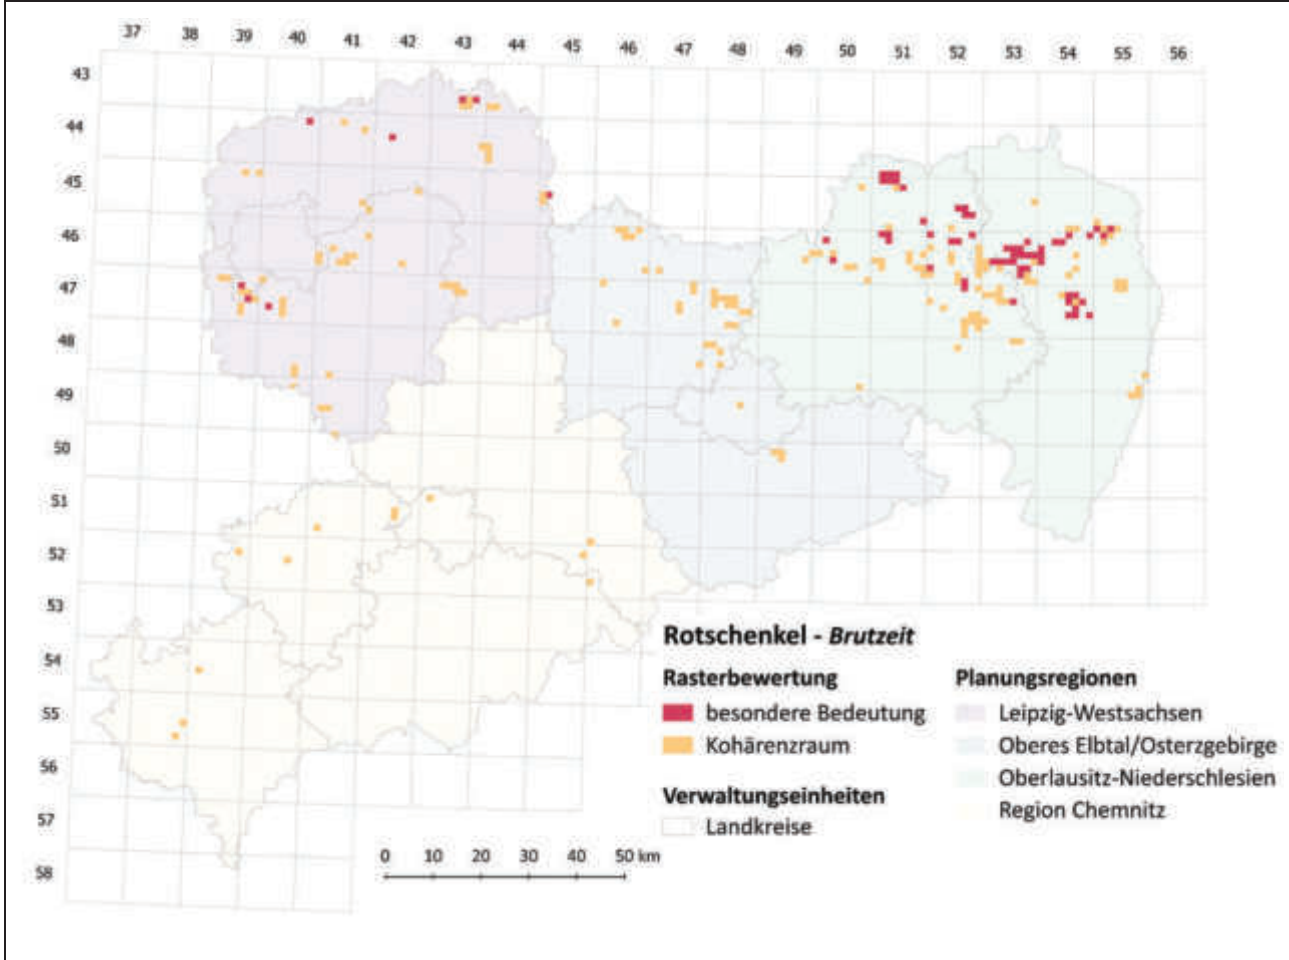 37 38 39 40 41 42 43 44 45 46 47 48 49 50 51 52 53 54 55 56
43
44
45
46
47
48
49
50
51
52
53
54
55
56
57
58
Rotschenkel - Brutzeit
Rasterbewertung
besondere Bedeutung
Kohärenzraum
Verwaltungseinheiten
Landkreise
Planungsregionen
Leipzig-Westsachsen
Oberes Elbtal/Osterzgebirge
Oberlausitz-Niederschlesien
Region Chemnitz
0 10 20 30 40 50 km